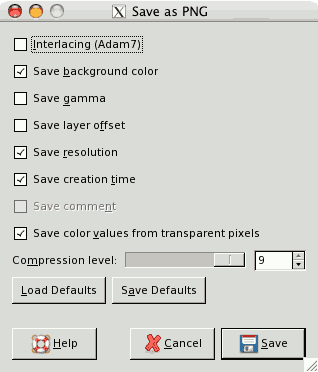 Save as PNG
Interlacing (Adam7)
Save background color
Save gamma
Save layer offset
Save resolution
Save creation time
Save comment
Save color values from transparent pixels
Compression level: 9
Load Defaults Save Defaults
Help Cancel Save